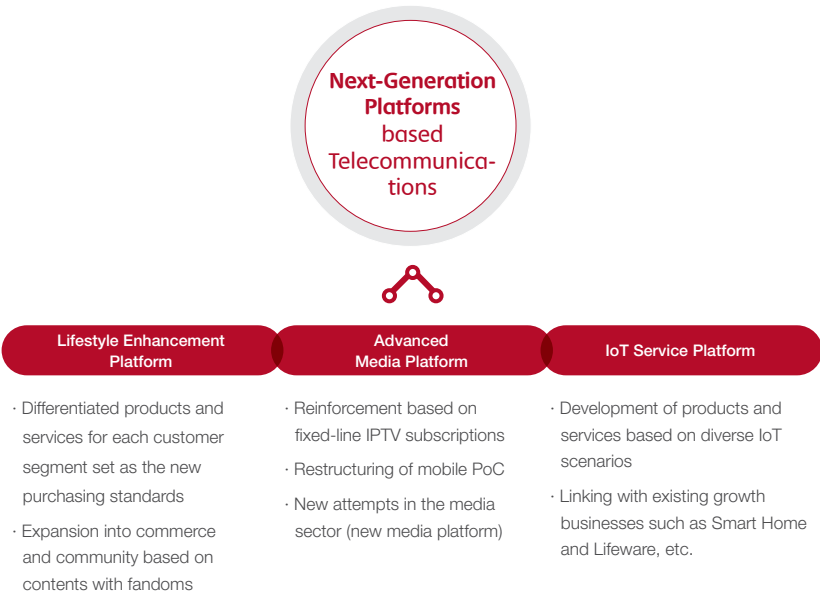 Next-Generation
Platforms
based
Telecommunica-
tions
Lifestyle Enhancement
Platform
· Differentiated products and
services for each customer
segment set as the new
purchasing standards
· Expansion into commerce
and community based on
contents with fandoms
Advanced
Media Platform
· Reinforcement based on
fixed-line IPTV subscriptions
· Restructuring of mobile PoC
· New attempts in the media
sector (new media platform)
IoT Service Platform
· Development of products and
services based on diverse IoT
scenarios
· Linking with existing growth
businesses such as Smart Home
and Lifeware, etc.